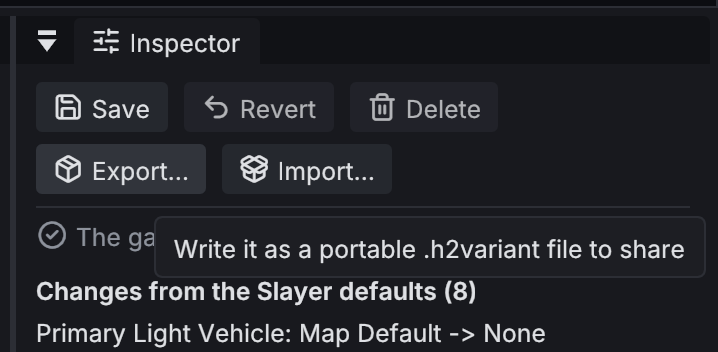 Inspector
Save Revert Delete
Export... Import...
The ga
Write it as a portable .h2variant file to share
Changes from the Slayer defaults (8)
Primary Light Vehicle: Map Default -> None